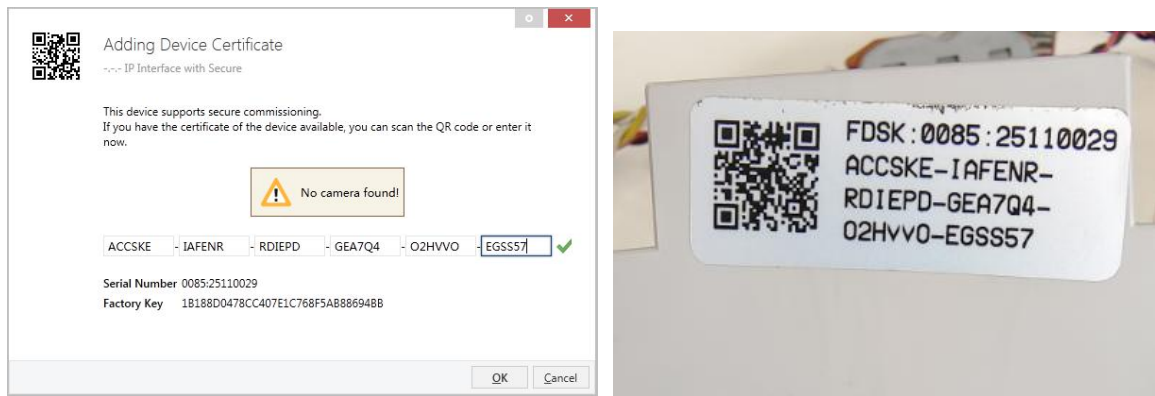 Adding Device Certificate
-.-.- IP Interface with Secure
This device supports secure commissioning.
If you have the certificate of the device available, you can scan the QR code or enter it
now.
No camera found!
ACCSKE - IAFENR - RDIEPD - GEA7Q4 - O2HVVO - EGSS57
Serial Number 0085:25110029
Factory Key 1B188D0478CC407E1C768F5AB88694BB
OK Cancel
FDSK:0085:25110029
ACCSKE-IAFENR-
RDIEPD-GEA7Q4-
O2HVVO-EGSS57